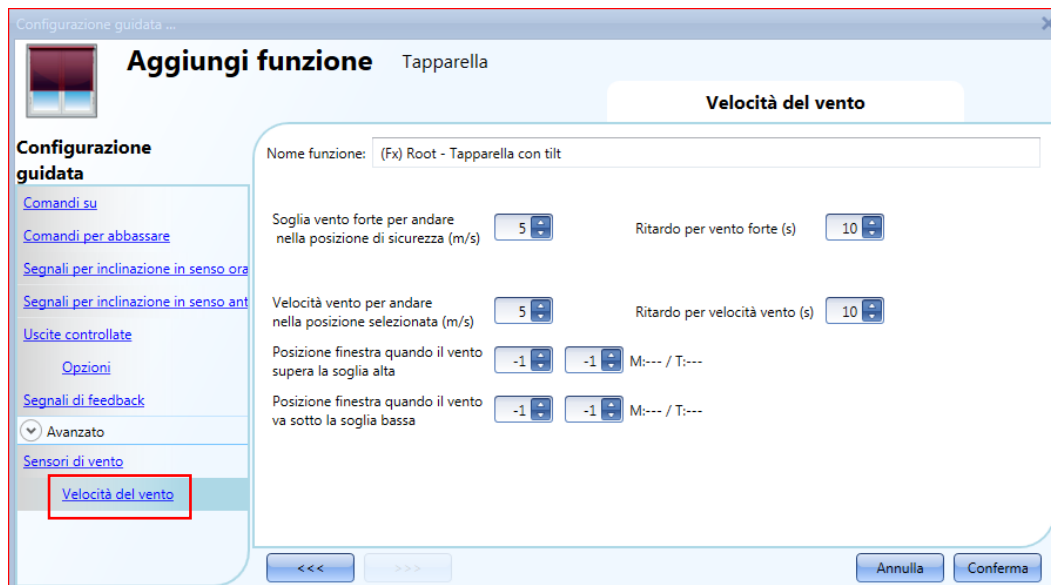 Configurazione guidata ...
Aggiungi funzione Tapparella
Velocità del vento
Configurazione
guidata
Comandi su
Comandi per abbassare
Segnali per inclinazione in senso ora
Segnali per inclinazione in senso ant
Uscite controllate
Opzioni
Segnali di feedback
Avanzato
Sensori di vento
Velocità del vento
Nome funzione: (Fx) Root - Tapparella con tilt
Soglia vento forte per andare
nella posizione di sicurezza (m/s) 5 Ritardo per vento forte (s) 10
Velocità vento per andare
nella posizione selezionata (m/s) 5 Ritardo per velocità vento (s) 10
Posizione finestra quando il vento
supera la soglia alta -1 -1 M:--- / T:---
Posizione finestra quando il vento
va sotto la soglia bassa -1 -1 M:--- / T:---
<<< >>> Annulla Conferma